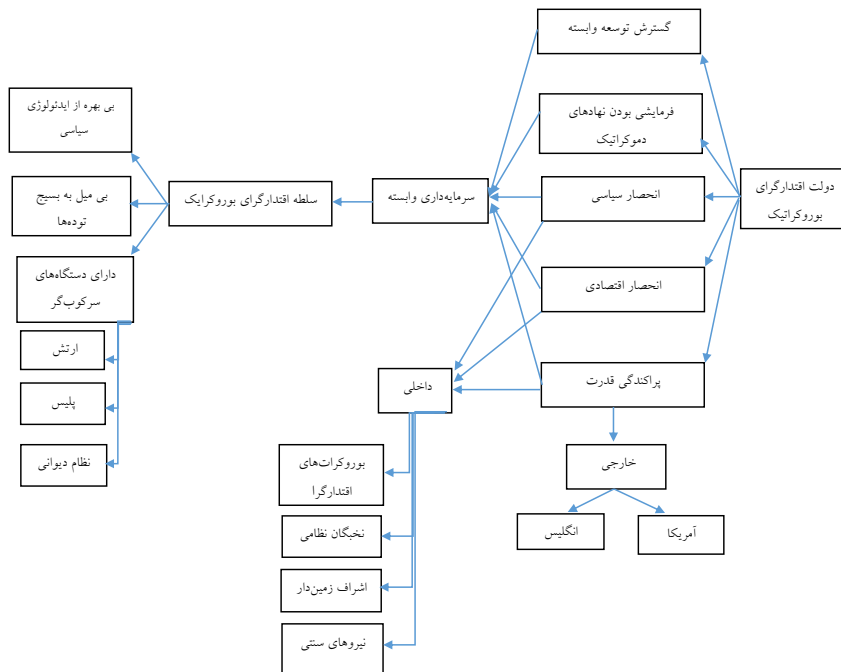 دولت اقتدارگرای
بوروکراتیک
گسترش توسعه وابسته
فرمایشی بودن نهادهای
دموکراتیک
انحصار سیاسی
انحصار اقتصادی
پراکندگی قدرت
خارجی
آمریکا
انگلیس
داخلی
بوروکرات‌های
اقتدارگرا
نخبگان نظامی
اشراف زمین‌دار
نیروهای سنتی
سرمایه‌داری وابسته
سلطه اقتدارگرای بوروکرایک
بی بهره از ایدئولوژی
سیاسی
بی میل به بسیج
توده‌ها
دارای دستگاه‌های
سرکوب‌گر
ارتش
پلیس
نظام دیوانی